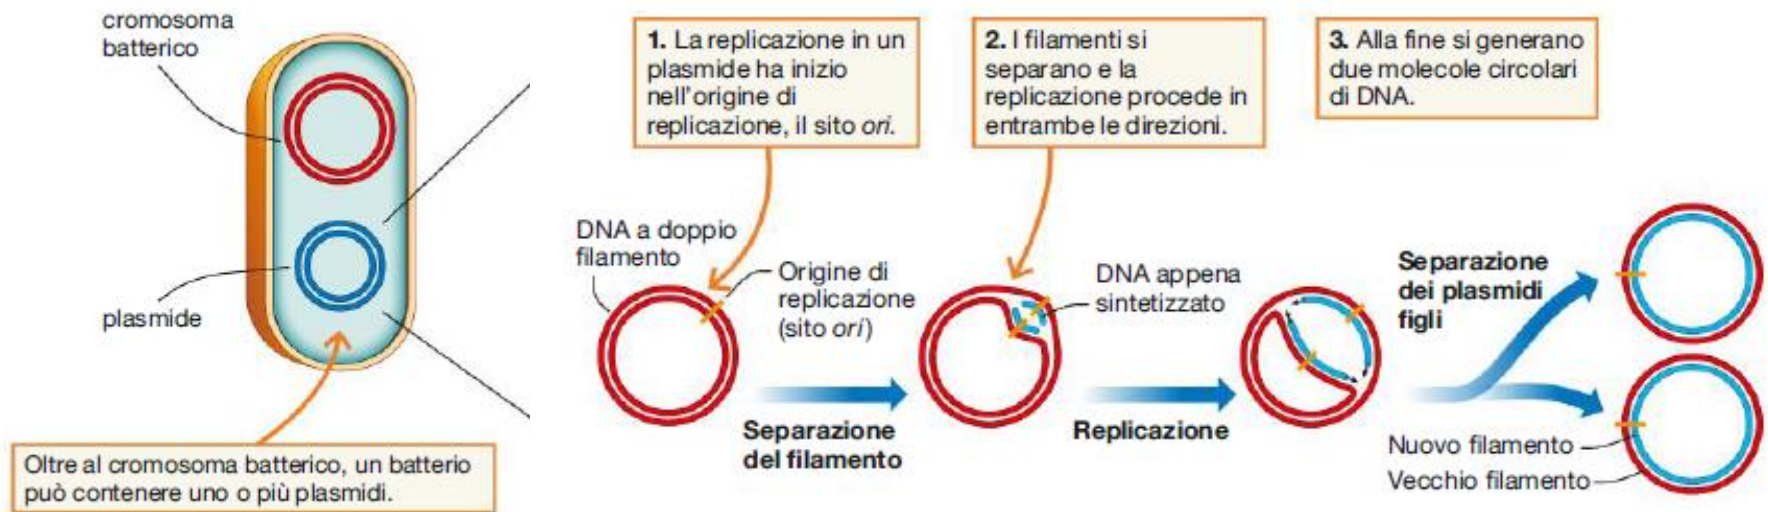 cromosoma
batterico
plasmide
Oltre al cromosoma batterico, un batterio
può contenere uno o più plasmidi.
1. La replicazione in un
plasmide ha inizio
nell'origine di
replicazione, il sito ori.
2. I filamenti si
separano e la
replicazione procede in
entrambe le direzioni.
3. Alla fine si generano
due molecole circolari
di DNA.
DNA a doppio
filamento
Origine di
replicazione
(sito ori)
Separazione
del filamento
DNA appena
sintetizzato
Replicazione
Separazione
dei plasmidi
figli
Nuovo filamento
Vecchio filamento